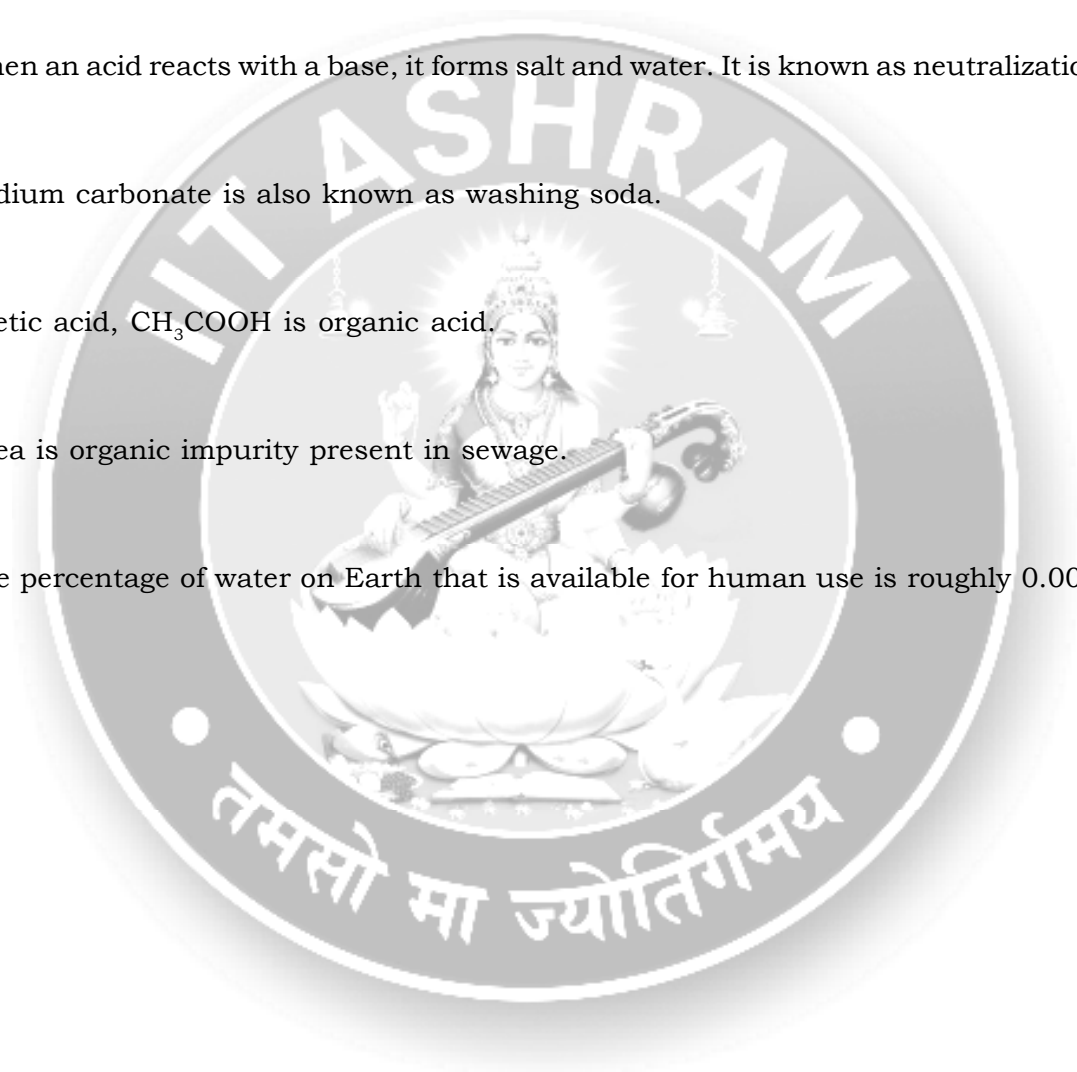 hen an acid reacts with a base, it forms salt and water. It is known as neutralizatio
dium carbonate is also known as washing soda.
etic acid, CH₃COOH is organic acid.
ea is organic impurity present in sewage.
e percentage of water on Earth that is available for human use is roughly 0.00
IIT ASHRAM
तमसो मा ज्योतिर्गमय